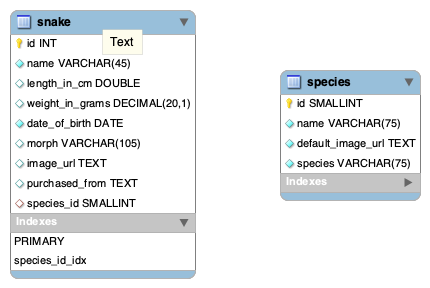 snake
Text
id INT
name VARCHAR(45)
length_in_cm DOUBLE
weight_in_grams DECIMAL(20,1)
date_of_birth DATE
morph VARCHAR(105)
image_url TEXT
purchased_from TEXT
species_id SMALLINT
Indexes
PRIMARY
species_id_idx
species
id SMALLINT
name VARCHAR(75)
default_image_url TEXT
species VARCHAR(75)
Indexes